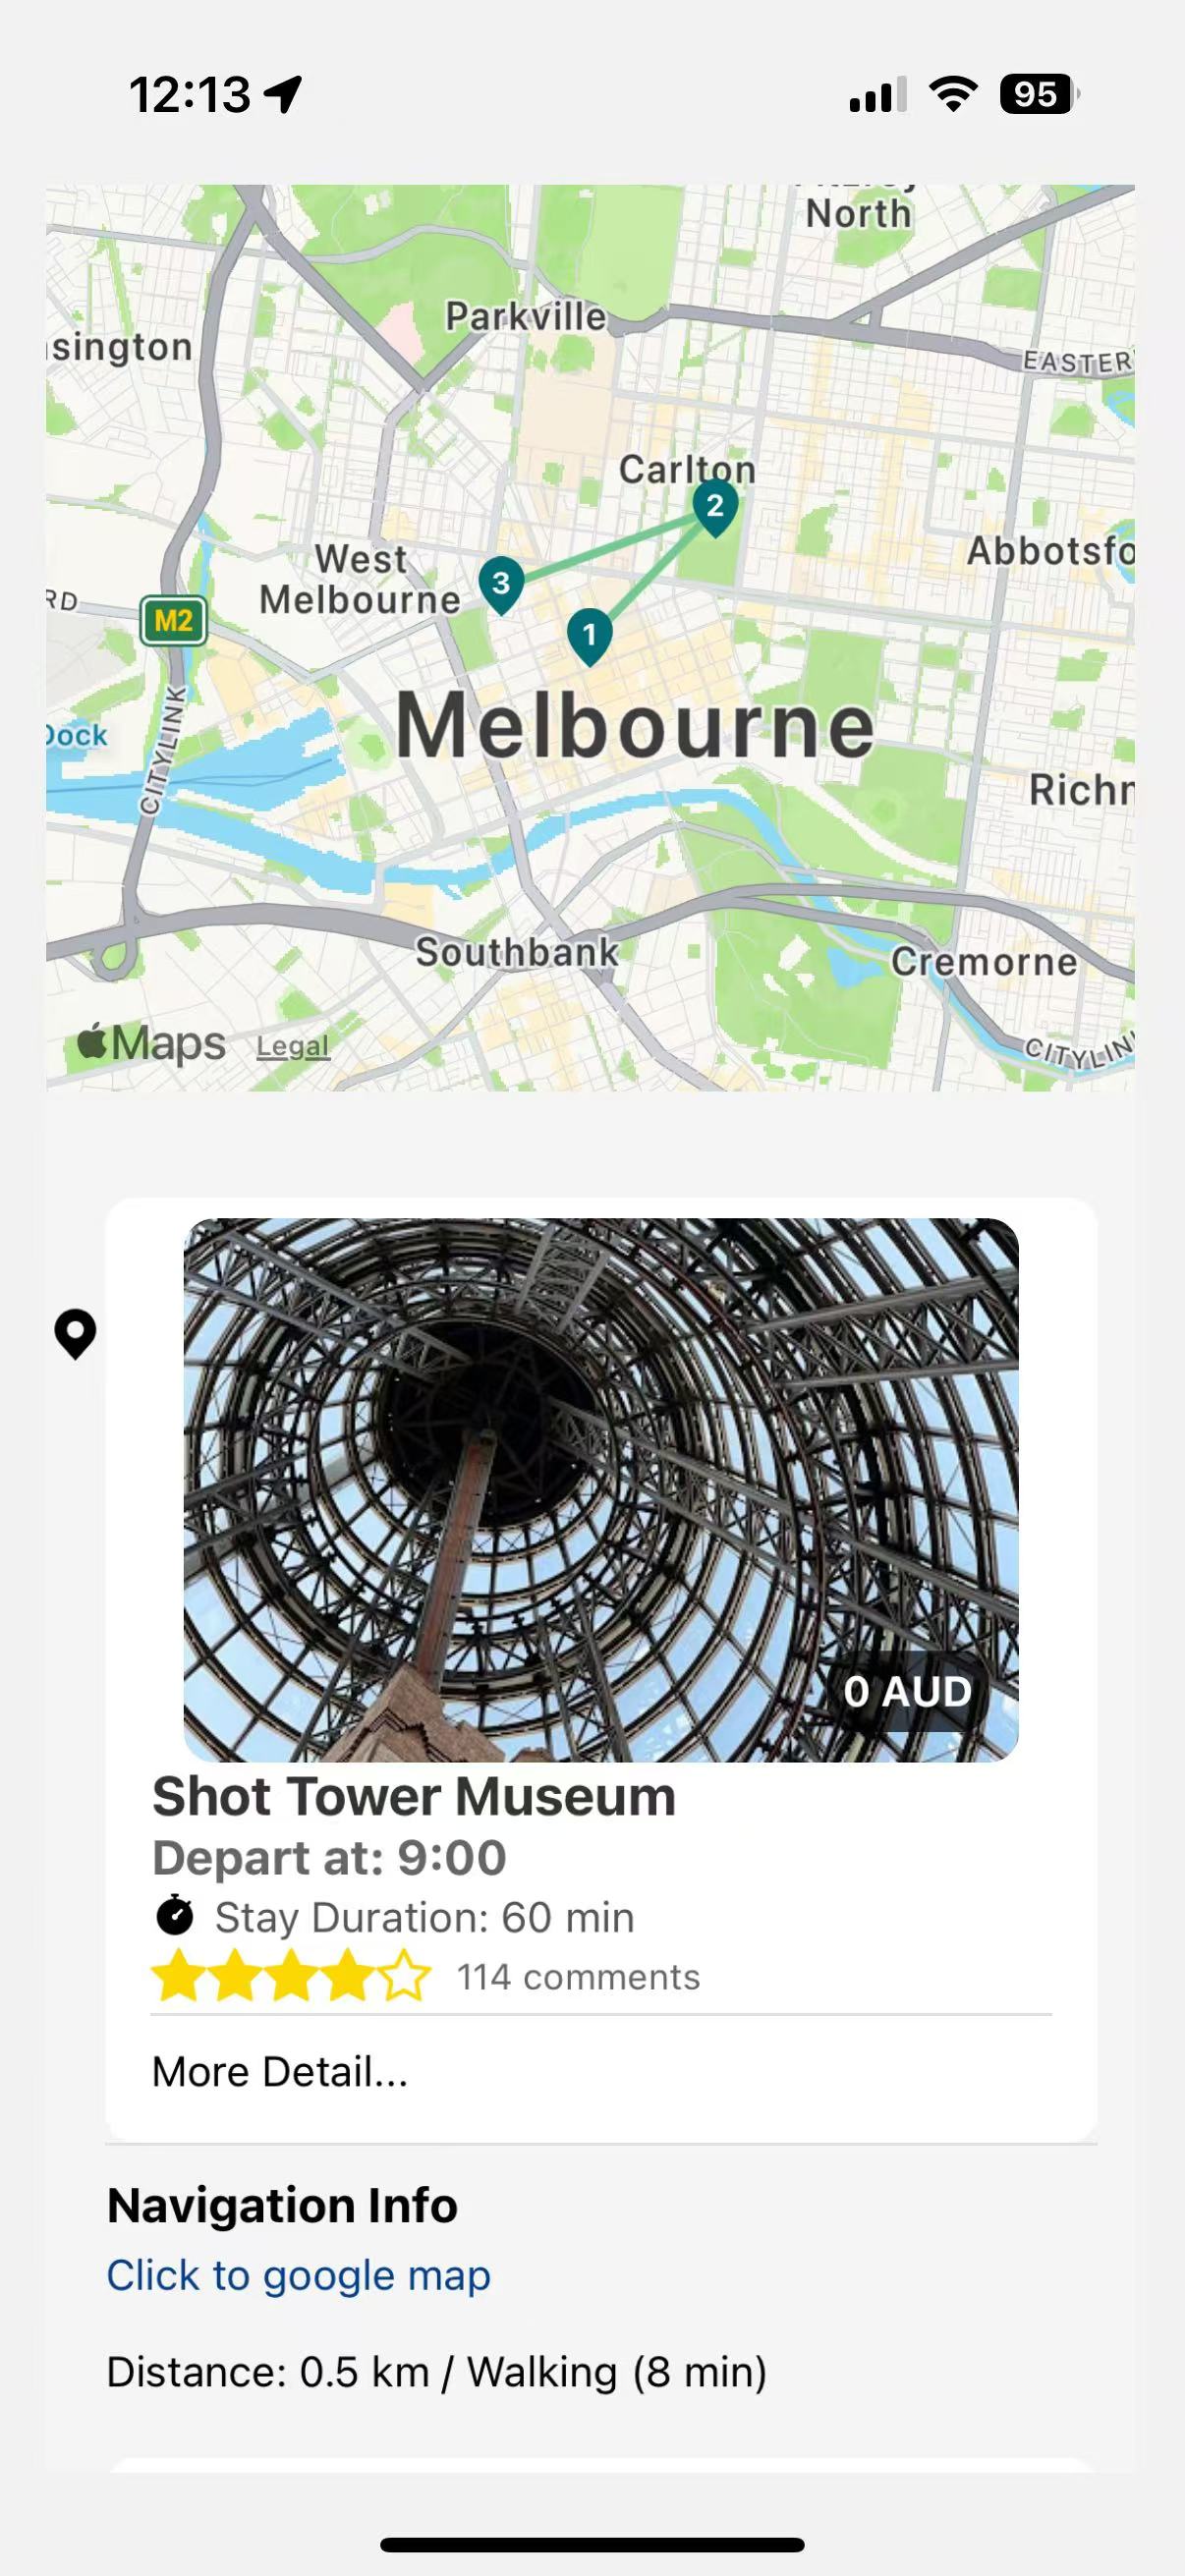 12:13
95
North
Parkville
sington
EASTER
Carlton
2
West
Melbourne
3
Abbotsfo
RD
M2
1
Melbourne
Dock
CITYLINK
Richr
Southbank
Cremorne
Maps
Legal
CITYLIN
0 AUD
Shot Tower Museum
Depart at: 9:00
Stay Duration: 60 min
114 comments
More Detail...
Navigation Info
Click to google map
Distance: 0.5 km / Walking (8 min)